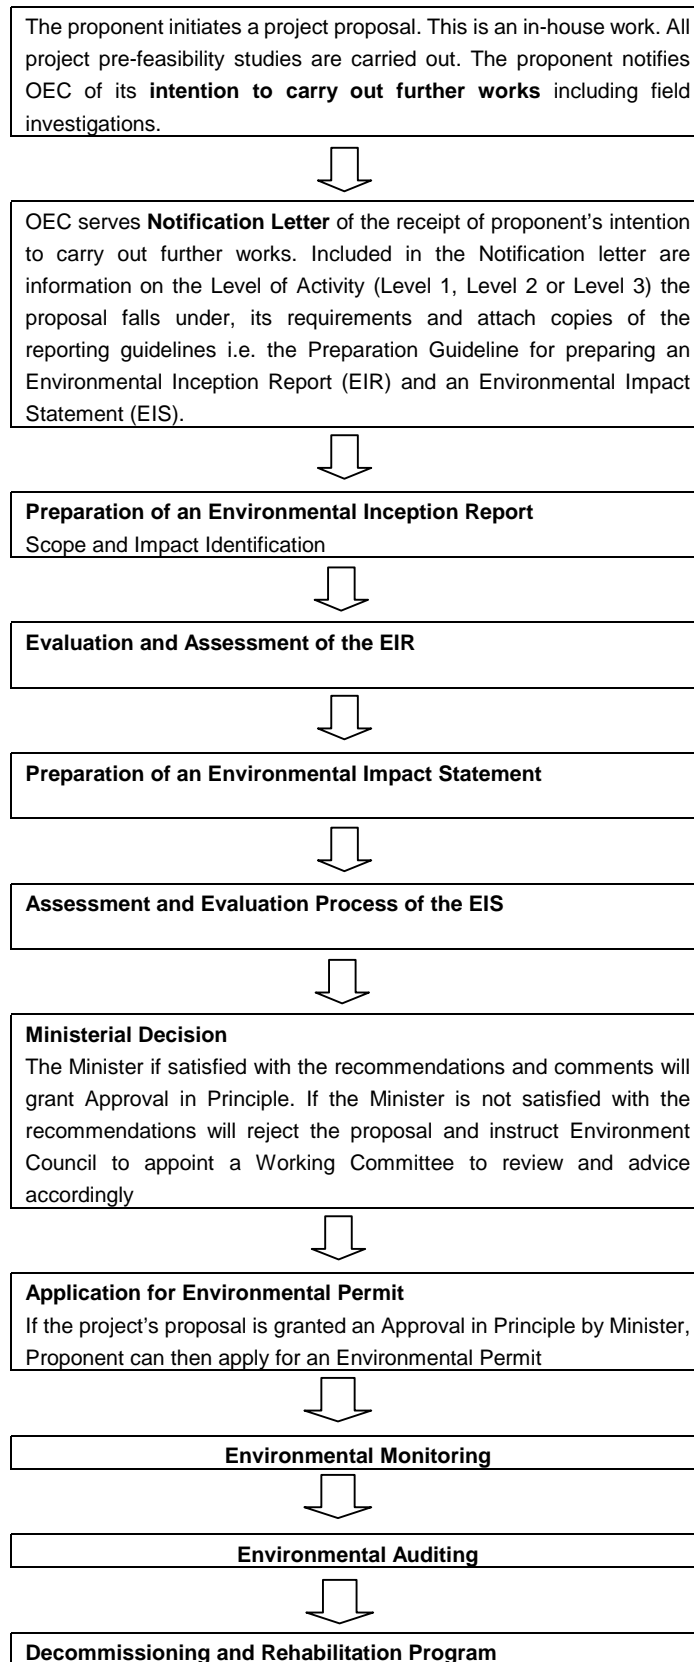 The proponent initiates a project proposal. This is an in-house work. All
project pre-feasibility studies are carried out. The proponent notifies
OEC of its intention to carry out further works including field
investigations.
OEC serves Notification Letter of the receipt of proponent's intention
to carry out further works. Included in the Notification letter are
information on the Level of Activity (Level 1, Level 2 or Level 3) the
proposal falls under, its requirements and attach copies of the
reporting guidelines i.e. the Preparation Guideline for preparing an
Environmental Inception Report (EIR) and an Environmental Impact
Statement (EIS).
Preparation of an Environmental Inception Report
Scope and Impact Identification
Evaluation and Assessment of the EIR
Preparation of an Environmental Impact Statement
Assessment and Evaluation Process of the EIS
Ministerial Decision
The Minister if satisfied with the recommendations and comments will
grant Approval in Principle. If the Minister is not satisfied with the
recommendations will reject the proposal and instruct Environment
Council to appoint a Working Committee to review and advice
accordingly
Application for Environmental Permit
If the project's proposal is granted an Approval in Principle by Minister,
Proponent can then apply for an Environmental Permit
Environmental Monitoring
Environmental Auditing
Decommissioning and Rehabilitation Program